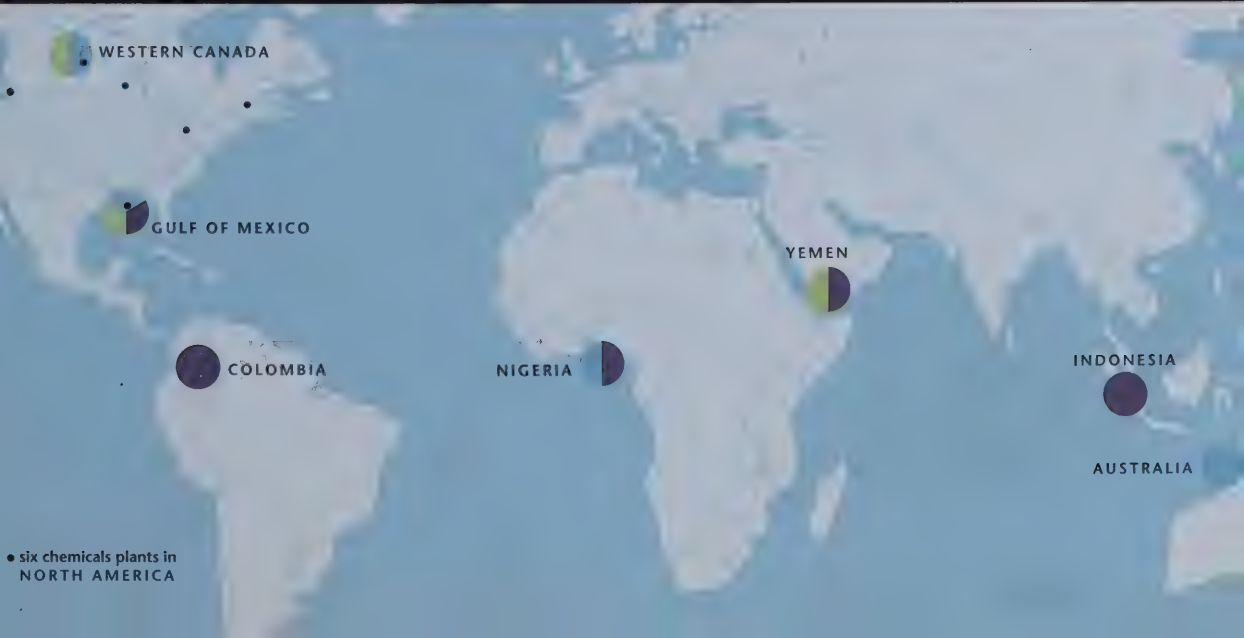 WESTERN CANADA
GULF OF MEXICO
YEMEN
COLOMBIA
NIGERIA
INDONESIA
AUSTRALIA
six chemicals plants in
NORTH AMERICA